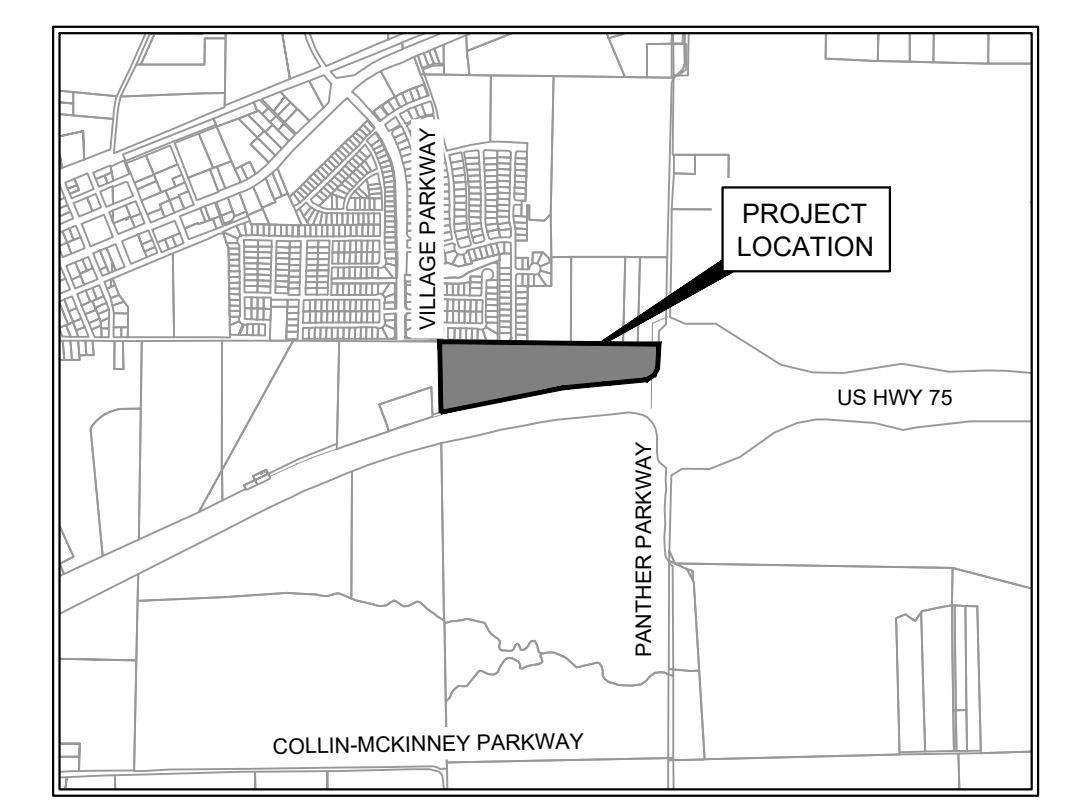 VILLAGE PARKWAY
PROJECT
LOCATION
US HWY 75
PANTHER PARKWAY
COLLIN-MCKINNEY PARKWAY